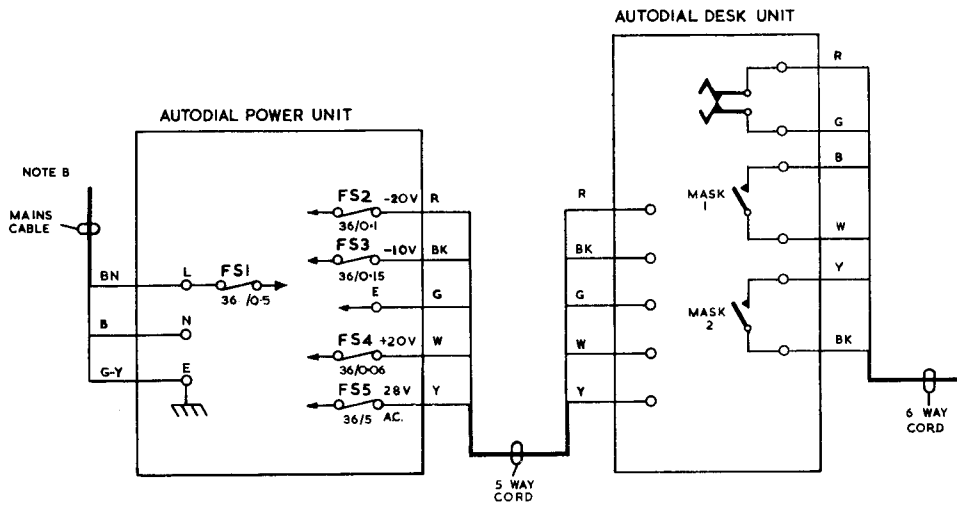 AUTODIAL DESK UNIT
AUTODIAL POWER UNIT
NOTE B
MAINS
CABLE
BN
B
G-Y
L
N
E
FS1
36/0·5
FS2
-20V
R
36/0·1
FS3
-10V
BK
36/0·15
E
G
FS4
+20V
W
36/0·06
FS5
28V
A.C.
Y
36/5
5 WAY
CORD
R
BK
G
W
Y
R
G
B
MASK
1
W
Y
MASK
2
BK
6 WAY
CORD